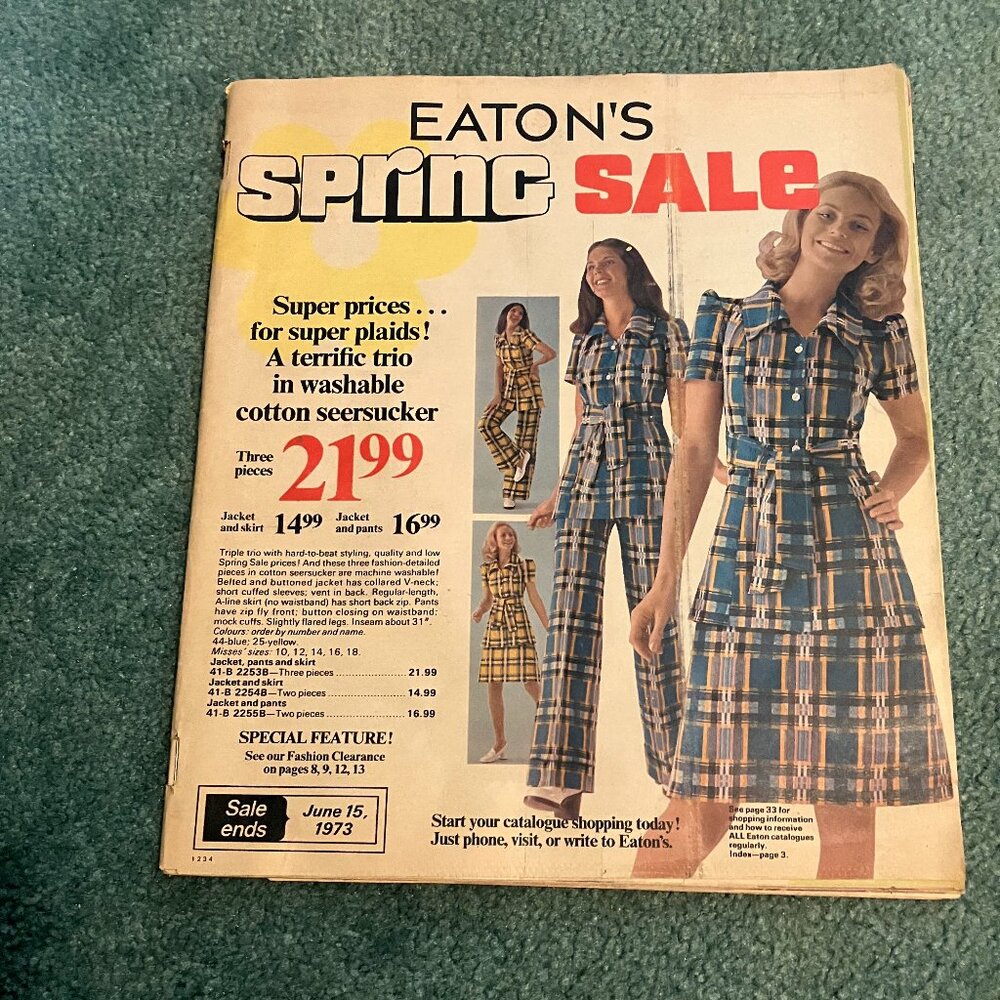 EATON'S
SPrinG SALe
Super prices . . .
for super plaids!
A terrific trio
in washable
cotton seersucker
Three
pieces
21⁹⁹
Jacket
and skirt 14⁹⁹
Jacket
and pants 16⁹⁹
Triple trio with hard-to-beat styling, quality and low
Spring Sale prices! And these three fashion-detailed
pieces in cotton seersucker are machine washable!
Belted and buttoned jacket has collared V-neck;
short cuffed sleeves; vent in back. Regular-length,
A-line skirt (no waistband) has short back zip. Pants
have zip fly front; button closing on waistband;
mock cuffs. Slightly flared legs. Inseam about 31".
Colours: order by number and name.
44-blue; 25-yellow.
Misses' sizes: 10, 12, 14, 16, 18.
Jacket, pants and skirt
41-B 2253B—Three pieces .................... 21.99
Jacket and skirt
41-B 2254B—Two pieces ....................... 14.99
Jacket and pants
41-B 2255B—Two pieces ....................... 16.99
SPECIAL FEATURE!
See our Fashion Clearance
on pages 8, 9, 12, 13
Sale
ends
June 15,
1973
1234
Start your catalogue shopping today!
Just phone, visit, or write to Eaton's.
See page 33 for
shopping information
and how to receive
ALL Eaton catalogues
regularly.
Index—page 3.